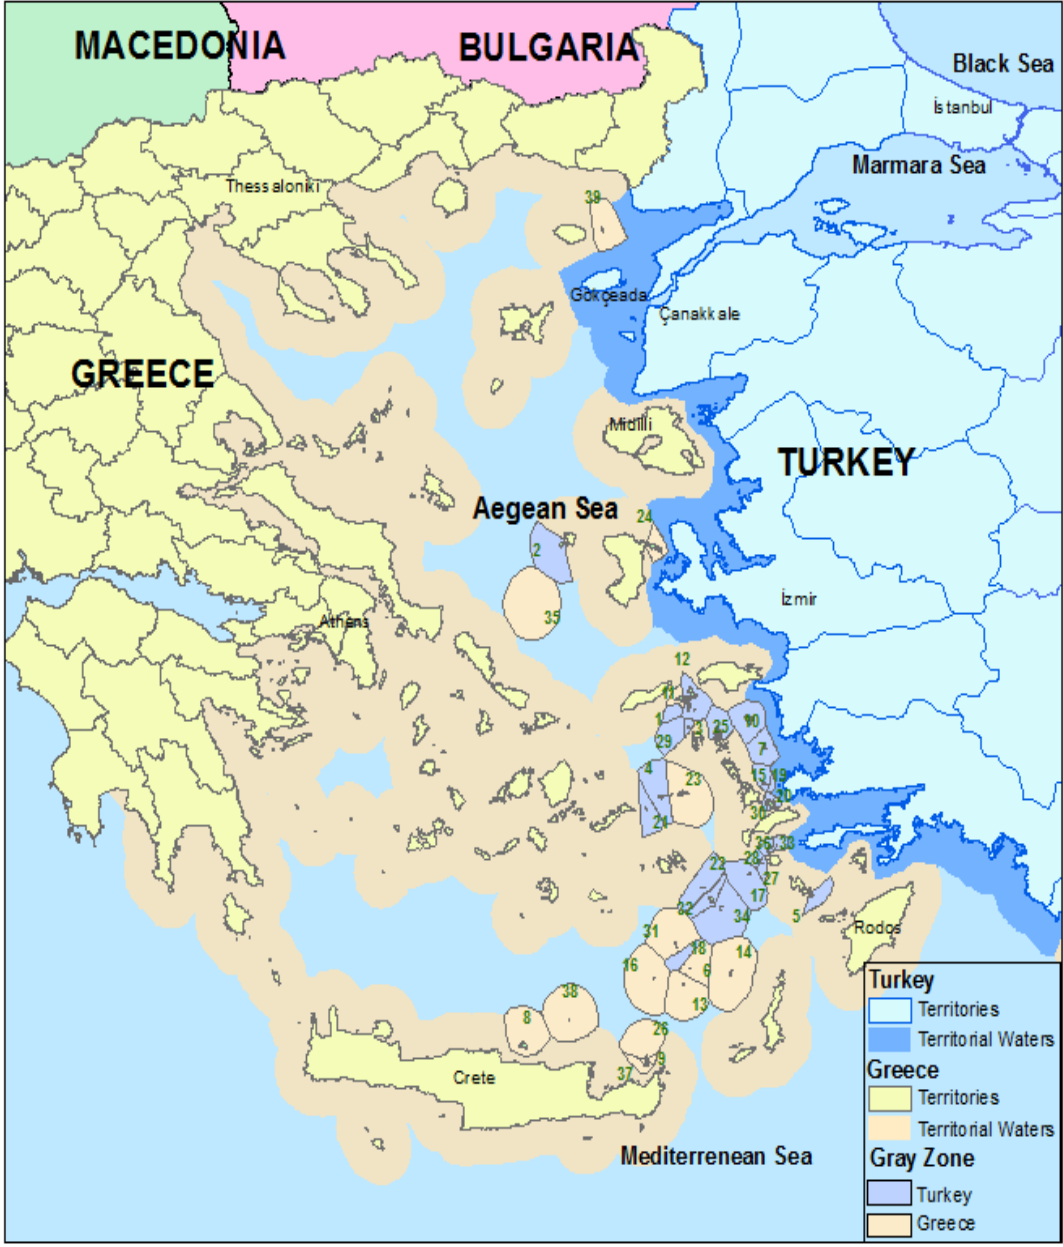 MACEDONIA
BULGARIA
Black Sea
İstanbul
Marmara Sea
Thessaloniki
39
Gökçeada
Çanakkale
GREECE
Midilli
TURKEY
Aegean Sea
24
2
İzmir
35
Athens
12
11
1
3
25
10
29
7
4
23
15
19
20
30
21
36
33
22
28
27
17
32
34
5
Rodos
31
18
14
16
6
13
38
8
26
9
37
Crete
Mediterrenean Sea
Turkey
Territories
Territorial Waters
Greece
Territories
Territorial Waters
Gray Zone
Turkey
Greece